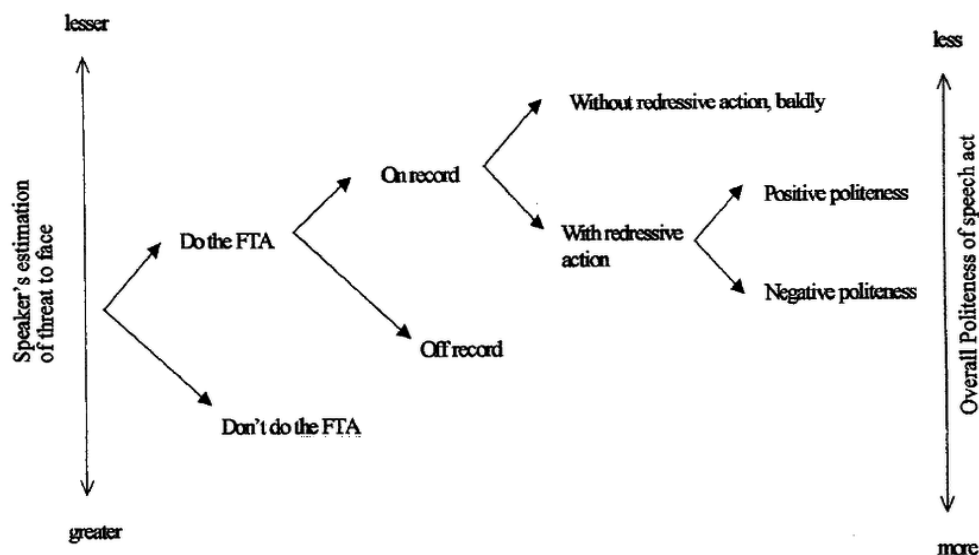 lesser
less
Without redressive action, baldly
On record
Positive politeness
Speaker's estimation
of threat to face
Do the FTA
With redressive
action
Overall Politeness of speech act
Negative politeness
Off record
Don't do the FTA
greater
more